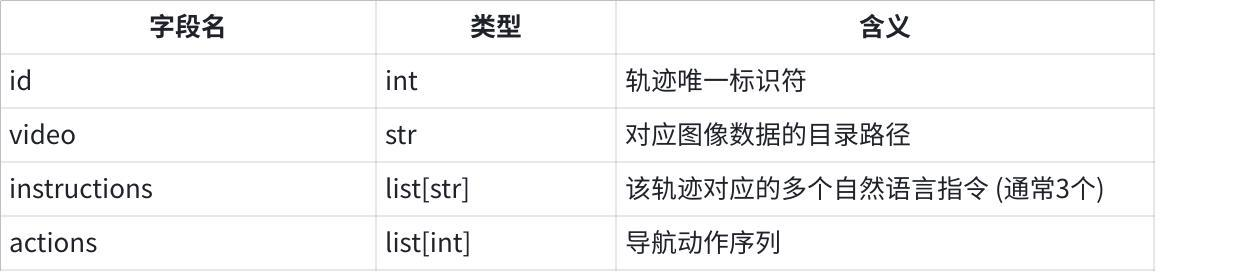 字段名 类型 含义
id int 轨迹唯一标识符
video str 对应图像数据的目录路径
instructions list[str] 该轨迹对应的多个自然语言指令 (通常3个)
actions list[int] 导航动作序列